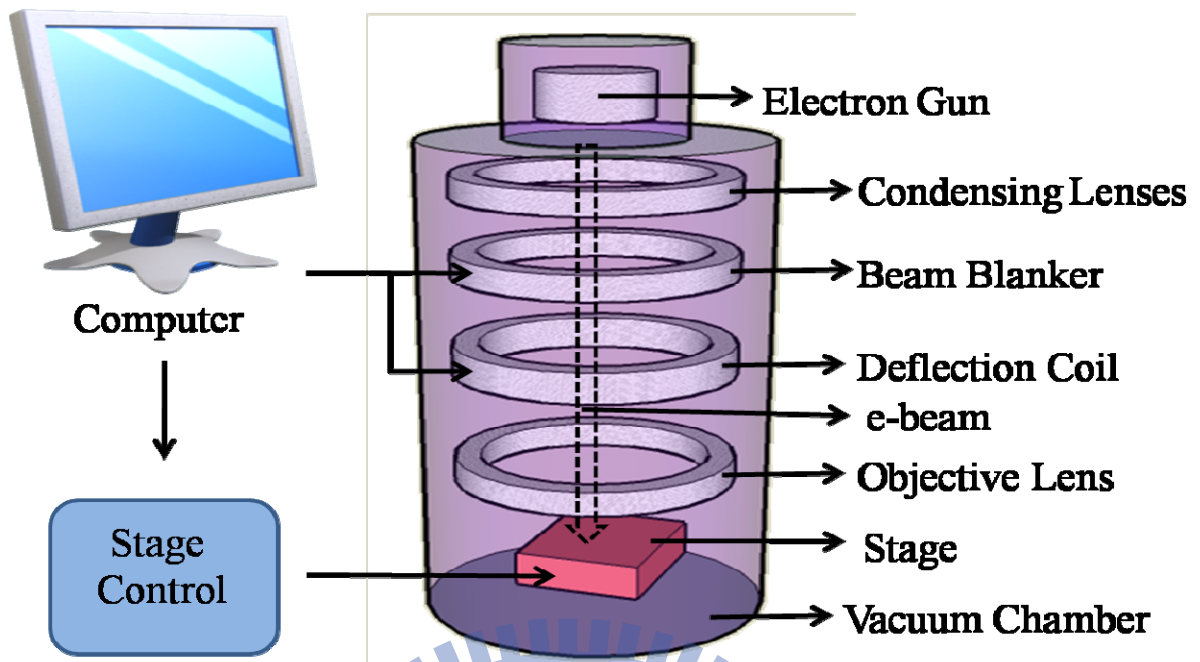 Electron Gun
Condensing Lenses
Beam Blanker
Computer
Deflection Coil
e-beam
Objective Lens
Stage
Control
Stage
Vacuum Chamber